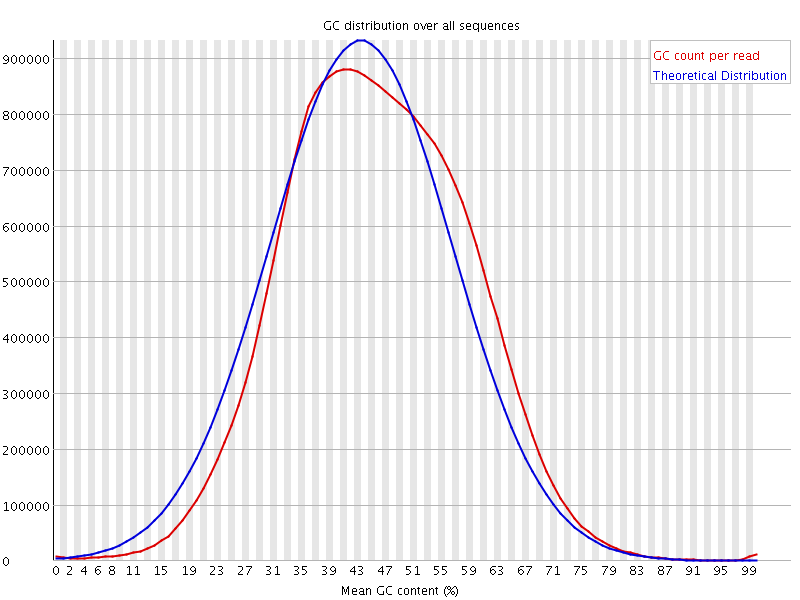 GC distribution over all sequences
GC count per read
Theoretical Distribution
900000
800000
700000
600000
500000
400000
300000
200000
100000
0
0 2 4 6 8 11 15 19 23 27 31 35 39 43 47 51 55 59 63 67 71 75 79 83 87 91 95 99
Mean GC content (%)